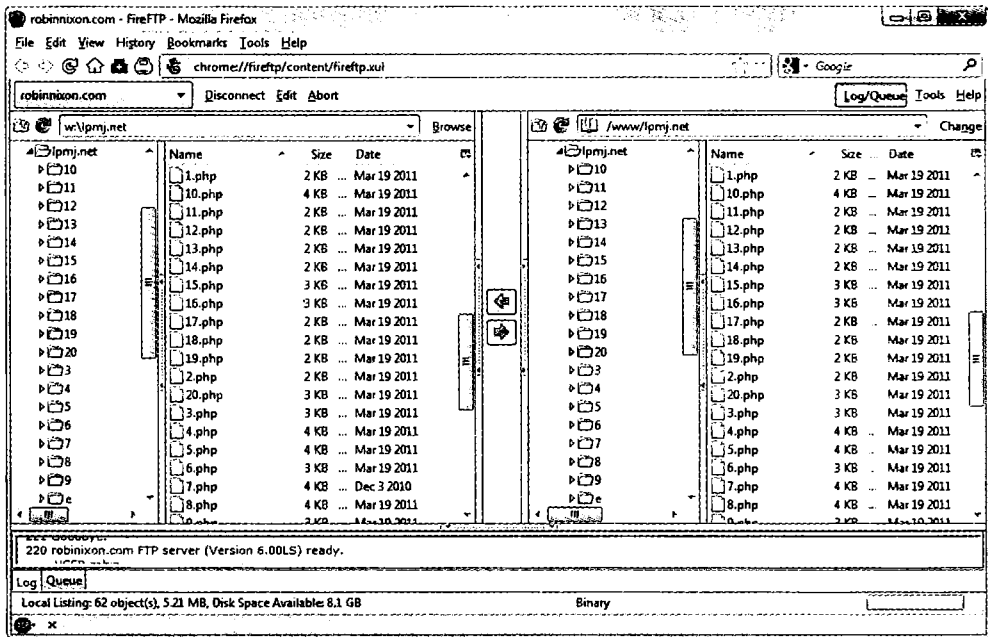 robinnixon.com - FireFTP - Mozilla Firefox
File Edit View History Bookmarks Tools Help
chrome://fireftp/content/fireftp.xul Google
robinnixon.com Disconnect Edit Abort Log/Queue Tools Help
w:\lpmj.net Browse
lpmj.net
10
11
12
13
14
15
16
17
18
19
20
3
4
5
6
7
8
9
e
Name Size Date
1.php 2 KB ... Mar 19 2011
10.php 4 KB ... Mar 19 2011
11.php 2 KB ... Mar 19 2011
12.php 2 KB ... Mar 19 2011
13.php 2 KB ... Mar 19 2011
14.php 2 KB ... Mar 19 2011
15.php 3 KB ... Mar 19 2011
16.php 3 KB ... Mar 19 2011
17.php 2 KB ... Mar 19 2011
18.php 2 KB ... Mar 19 2011
19.php 2 KB ... Mar 19 2011
2.php 2 KB ... Mar 19 2011
20.php 3 KB ... Mar 19 2011
3.php 3 KB ... Mar 19 2011
4.php 4 KB ... Mar 19 2011
5.php 4 KB ... Mar 19 2011
6.php 3 KB ... Mar 19 2011
7.php 4 KB ... Dec 3 2010
8.php 4 KB ... Mar 19 2011
/www/lpmj.net Change
lpmj.net
10
11
12
13
14
15
16
17
18
19
20
3
4
5
6
7
8
9
e
Name Size ... Date
1.php 2 KB ... Mar 19 2011
10.php 4 KB ... Mar 19 2011
11.php 2 KB ... Mar 19 2011
12.php 2 KB ... Mar 19 2011
13.php 2 KB ... Mar 19 2011
14.php 2 KB ... Mar 19 2011
15.php 3 KB ... Mar 19 2011
16.php 3 KB Mar 19 2011
17.php 2 KB ... Mar 19 2011
18.php 2 KB Mar 19 2011
19.php 2 KB ... Mar 19 2011
2.php 2 KB ... Mar 19 2011
20.php 3 KB Mar 19 2011
3.php 3 KB Mar 19 2011
4.php 4 KB ... Mar 19 2011
5.php 4 KB ... Mar 19 2011
6.php 3 KB ... Mar 19 2011
7.php 4 KB ... Mar 19 2011
8.php 4 KB ... Mar 19 2011
220 robinixon.com FTP server (Version 6.00LS) ready.
Log Queue
Local Listing: 62 object(s), 5.21 MB, Disk Space Available: 8.1 GB Binary